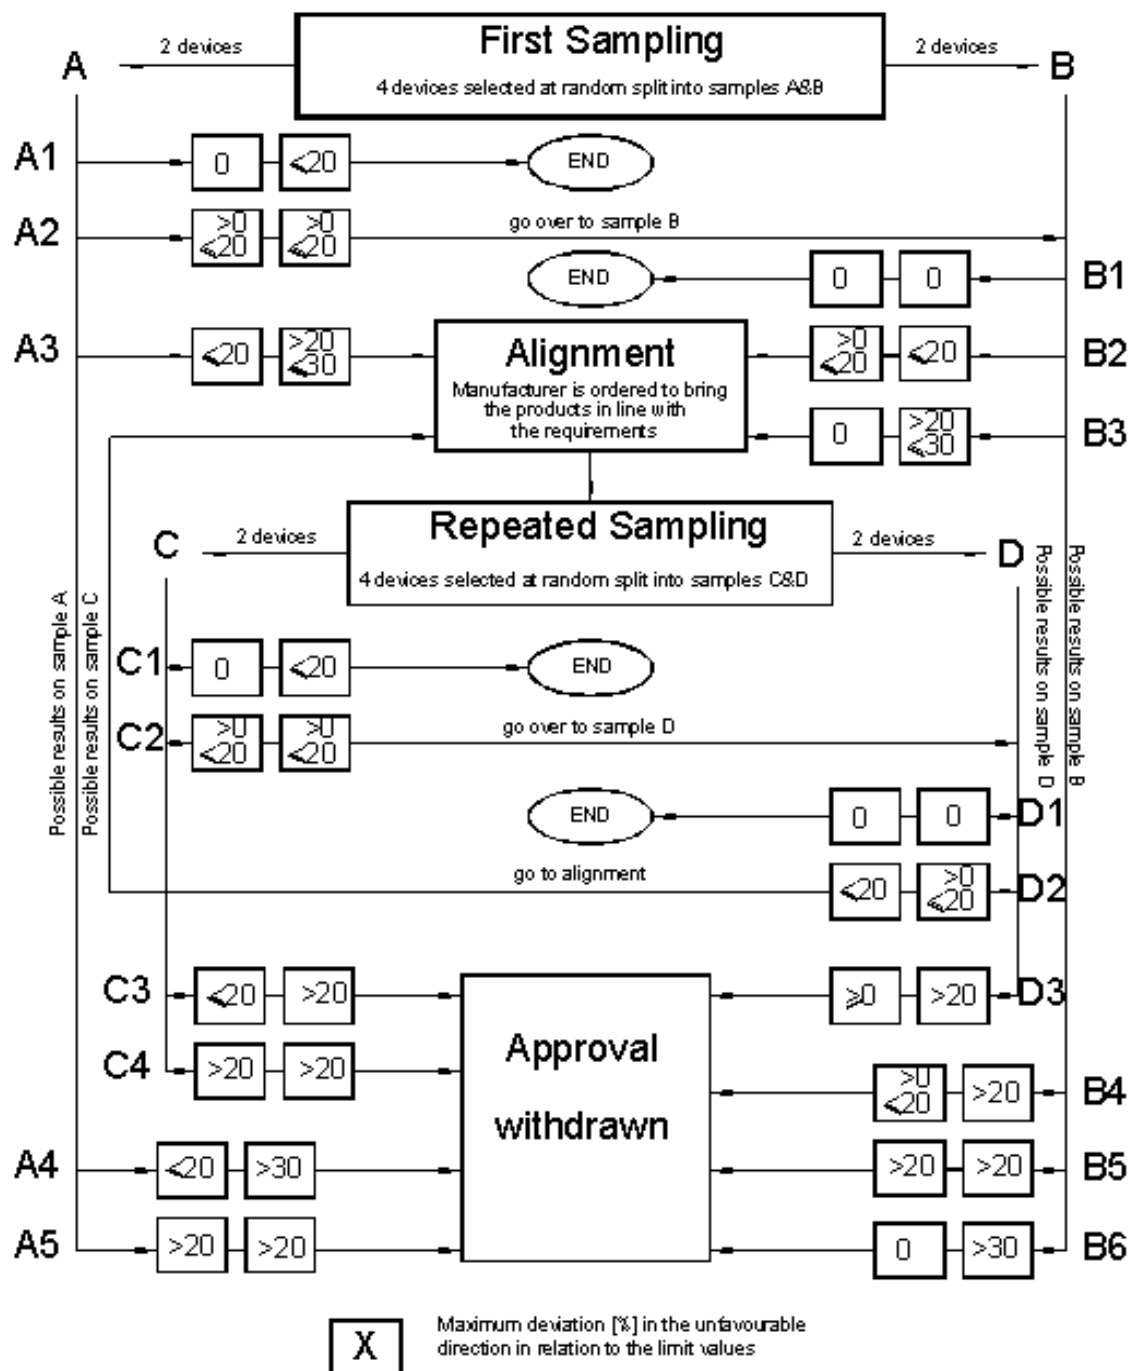 First Sampling
4 devices selected at random split into samples A&B
2 devices
2 devices
A
B
A1
0
≤20
END
A2
>0
≤20
>0
≤20
go over to sample B
END
0
0
B1
A3
≤20
>20
≤30
Alignment
Manufacturer is ordered to bring
the products in line with
the requirements
>0
≤20
≤20
B2
0
>20
≤30
B3
Repeated Sampling
4 devices selected at random split into samples C&D
2 devices
2 devices
C
D
Possible results on sample A
Possible results on sample C
Possible results on sample D
Possible results on sample B
C1
0
≤20
END
C2
>0
≤20
>0
≤20
go over to sample D
END
0
0
D1
go to alignment
≤20
>0
≤20
D2
C3
≤20
>20
Approval
withdrawn
≥0
>20
D3
C4
>20
>20
>0
≤20
>20
B4
A4
≤20
>30
>20
>20
B5
A5
>20
>20
0
>30
B6
X
Maximum deviation [%] in the unfavourable
direction in relation to the limit values